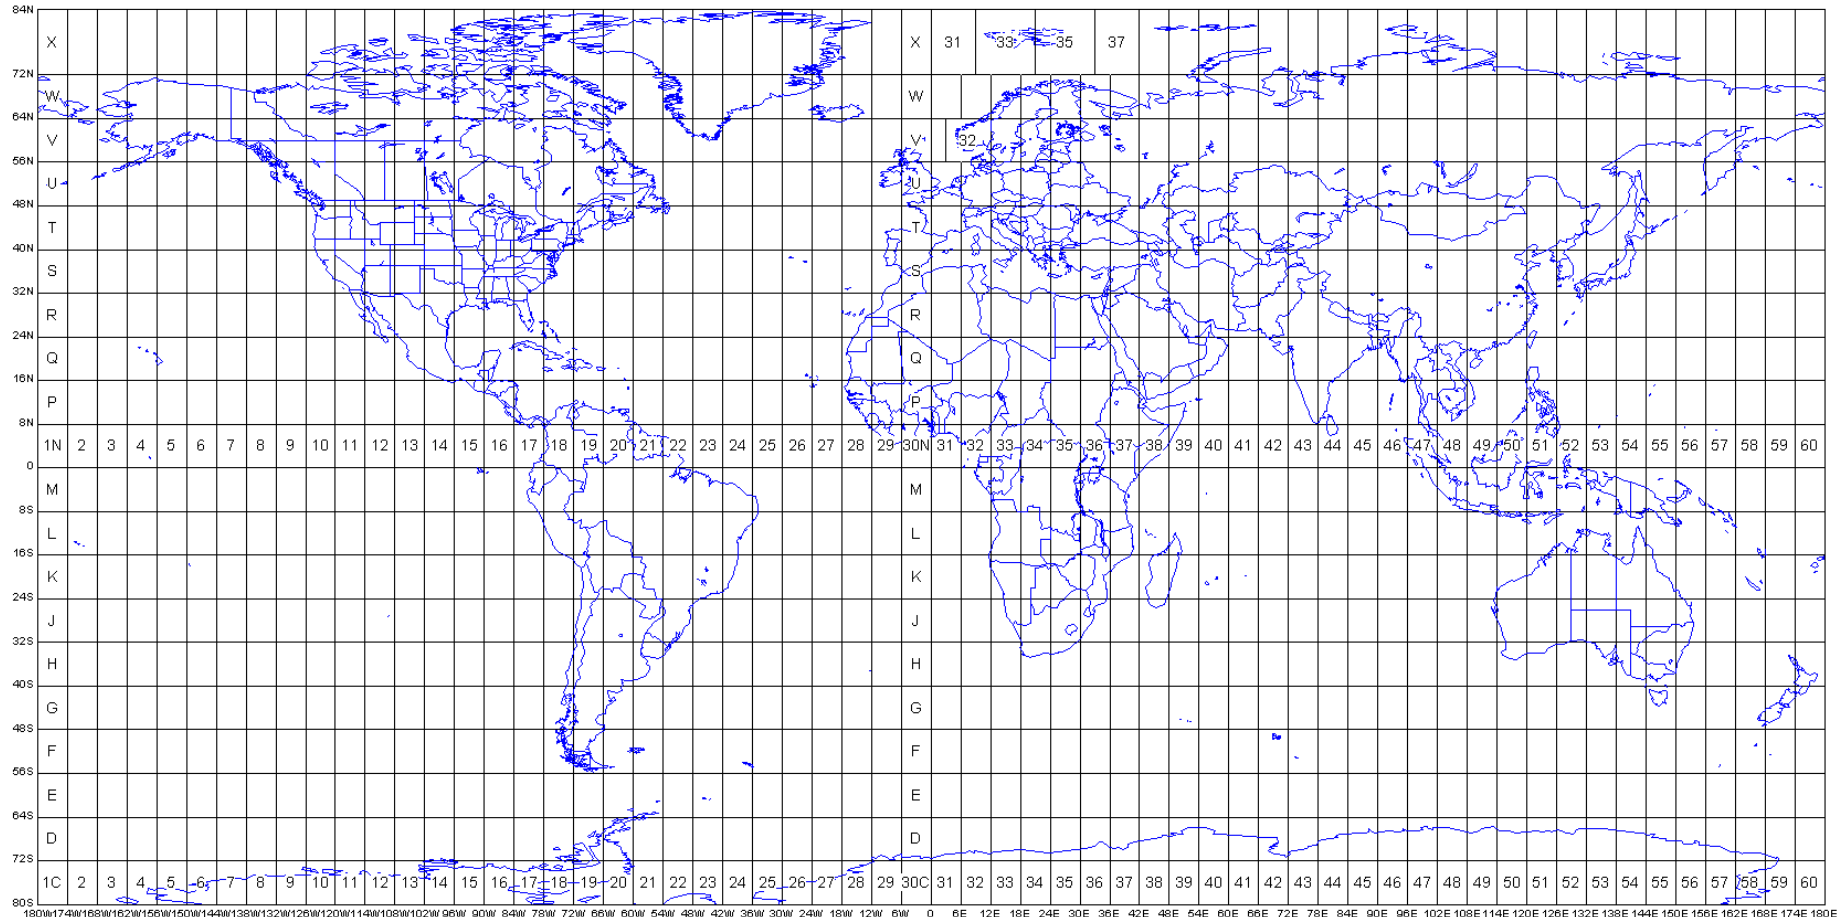 84N
X X 31 33 35 37
72N
W W
64N
V V 32
56N
U U
48N
T T
40N
S S
32N
R R
24N
Q Q
16N
P P
8N
1N 2 3 4 5 6 7 8 9 10 11 12 13 14 15 16 17 18 19 20 21 22 23 24 25 26 27 28 29 30N 31 32 33 34 35 36 37 38 39 40 41 42 43 44 45 46 47 48 49 50 51 52 53 54 55 56 57 58 59 60
0
M M
8S
L L
16S
K K
24S
J J
32S
H H
40S
G G
48S
F F
56S
E E
64S
D D
72S
1C 2 3 4 5 6 7 8 9 10 11 12 13 14 15 16 17 18 19 20 21 22 23 24 25 26 27 28 29 30C 31 32 33 34 35 36 37 38 39 40 41 42 43 44 45 46 47 48 49 50 51 52 53 54 55 56 57 58 59 60
80S
180W 174W 168W 162W 156W 150W 144W 138W 132W 126W 120W 114W 108W 102W 96W 90W 84W 78W 72W 66W 60W 54W 48W 42W 36W 30W 24W 18W 12W 6W 0 6E 12E 18E 24E 30E 36E 42E 48E 54E 60E 66E 72E 78E 84E 90E 96E 102E 108E 114E 120E 126E 132E 138E 144E 150E 156E 162E 168E 174E 180E